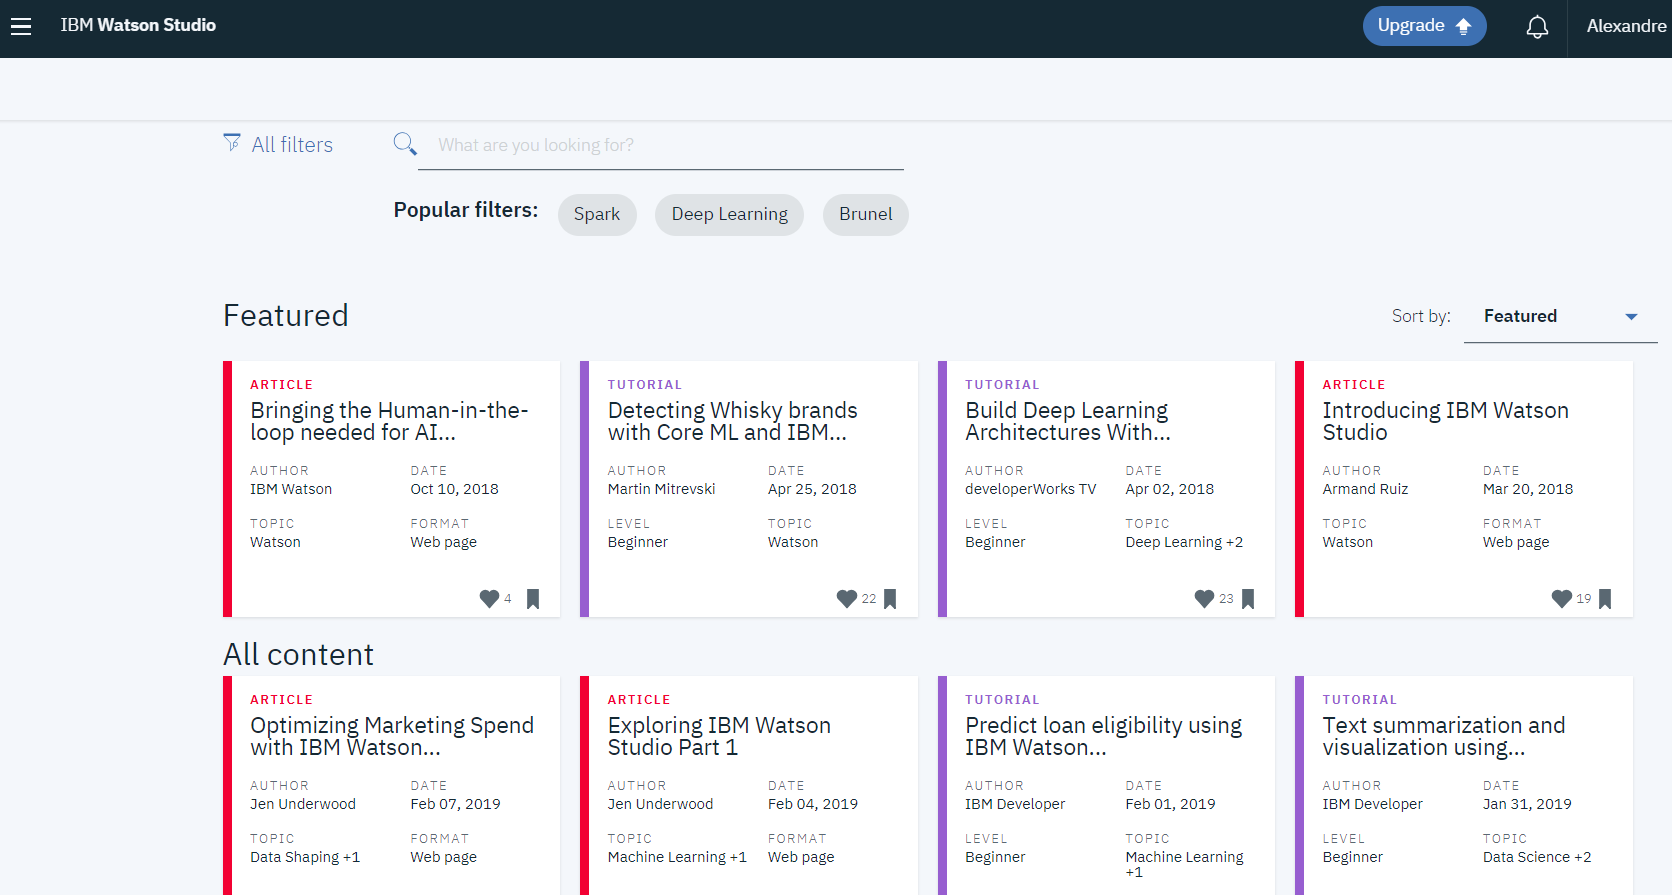 IBM Watson Studio
Upgrade
Alexandre
All filters
What are you looking for?
Popular filters:
Spark
Deep Learning
Brunel
Featured
Sort by:
Featured
ARTICLE
Bringing the Human-in-the-
loop needed for AI...
AUTHOR DATE
IBM Watson Oct 10, 2018
TOPIC FORMAT
Watson Web page
4
TUTORIAL
Detecting Whisky brands
with Core ML and IBM...
AUTHOR DATE
Martin Mitrevski Apr 25, 2018
LEVEL TOPIC
Beginner Watson
22
TUTORIAL
Build Deep Learning
Architectures With...
AUTHOR DATE
developerWorks TV Apr 02, 2018
LEVEL TOPIC
Beginner Deep Learning +2
23
ARTICLE
Introducing IBM Watson
Studio
AUTHOR DATE
Armand Ruiz Mar 20, 2018
TOPIC FORMAT
Watson Web page
19
All content
ARTICLE
Optimizing Marketing Spend
with IBM Watson...
AUTHOR DATE
Jen Underwood Feb 07, 2019
TOPIC FORMAT
Data Shaping +1 Web page
ARTICLE
Exploring IBM Watson
Studio Part 1
AUTHOR DATE
Jen Underwood Feb 04, 2019
TOPIC FORMAT
Machine Learning +1 Web page
TUTORIAL
Predict loan eligibility using
IBM Watson...
AUTHOR DATE
IBM Developer Feb 01, 2019
LEVEL TOPIC
Beginner Machine Learning
+1
TUTORIAL
Text summarization and
visualization using...
AUTHOR DATE
IBM Developer Jan 31, 2019
LEVEL TOPIC
Beginner Data Science +2